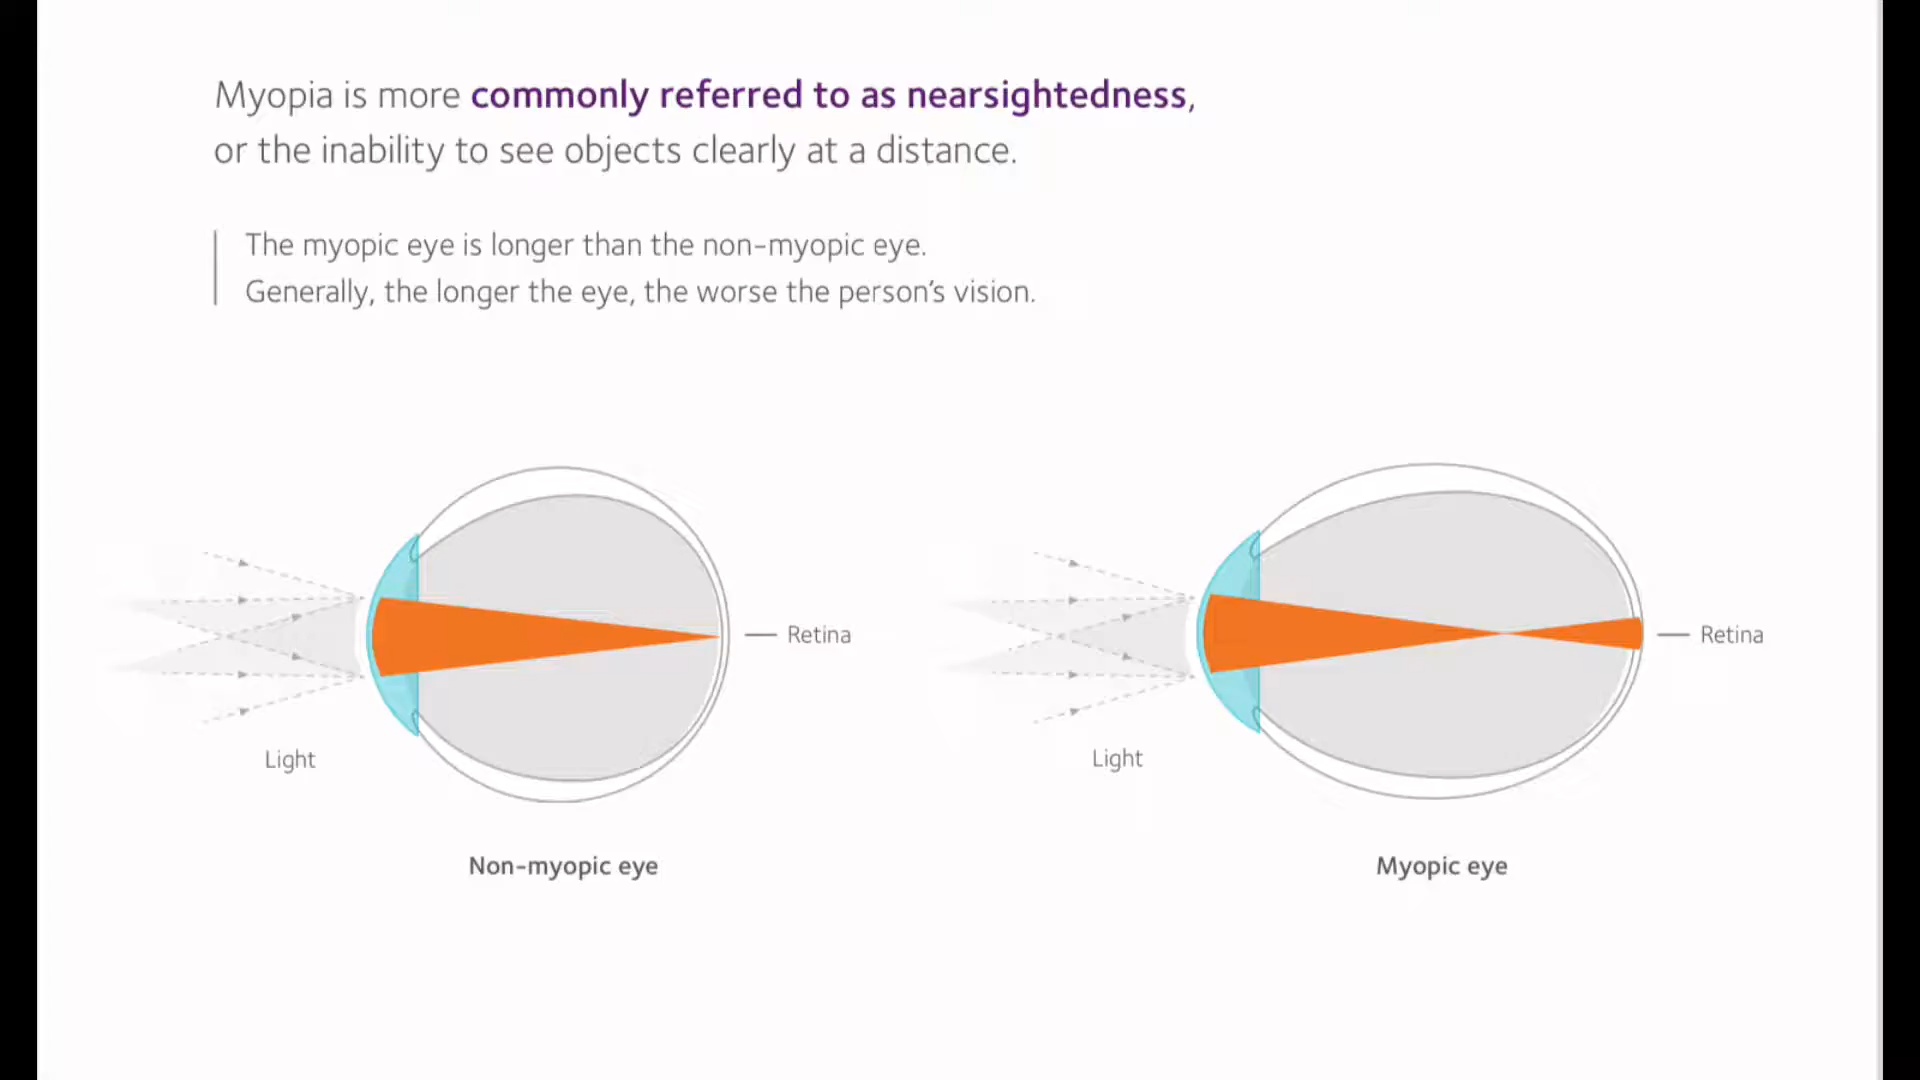 Myopia is more commonly referred to as nearsightedness,
or the inability to see objects clearly at a distance.
The myopic eye is longer than the non-myopic eye.
Generally, the longer the eye, the worse the person's vision.
Retina
Light
Non-myopic eye
Retina
Light
Myopic eye